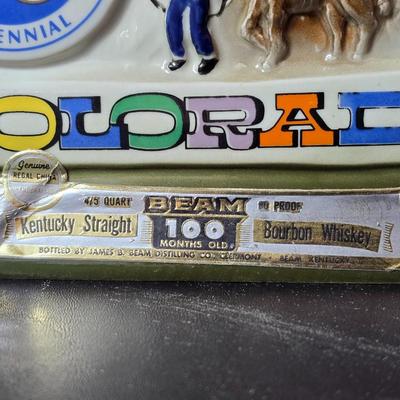 ENNIAL
OLORAD
Genuine
REGAL CHINA
4/5 QUART BEAM 80 PROOF
Kentucky Straight 100 Bourbon Whiskey
MONTHS OLD
BOTTLED BY JAMES B. BEAM DISTILLING CO., CLERMONT BEAM, KENTUCKY